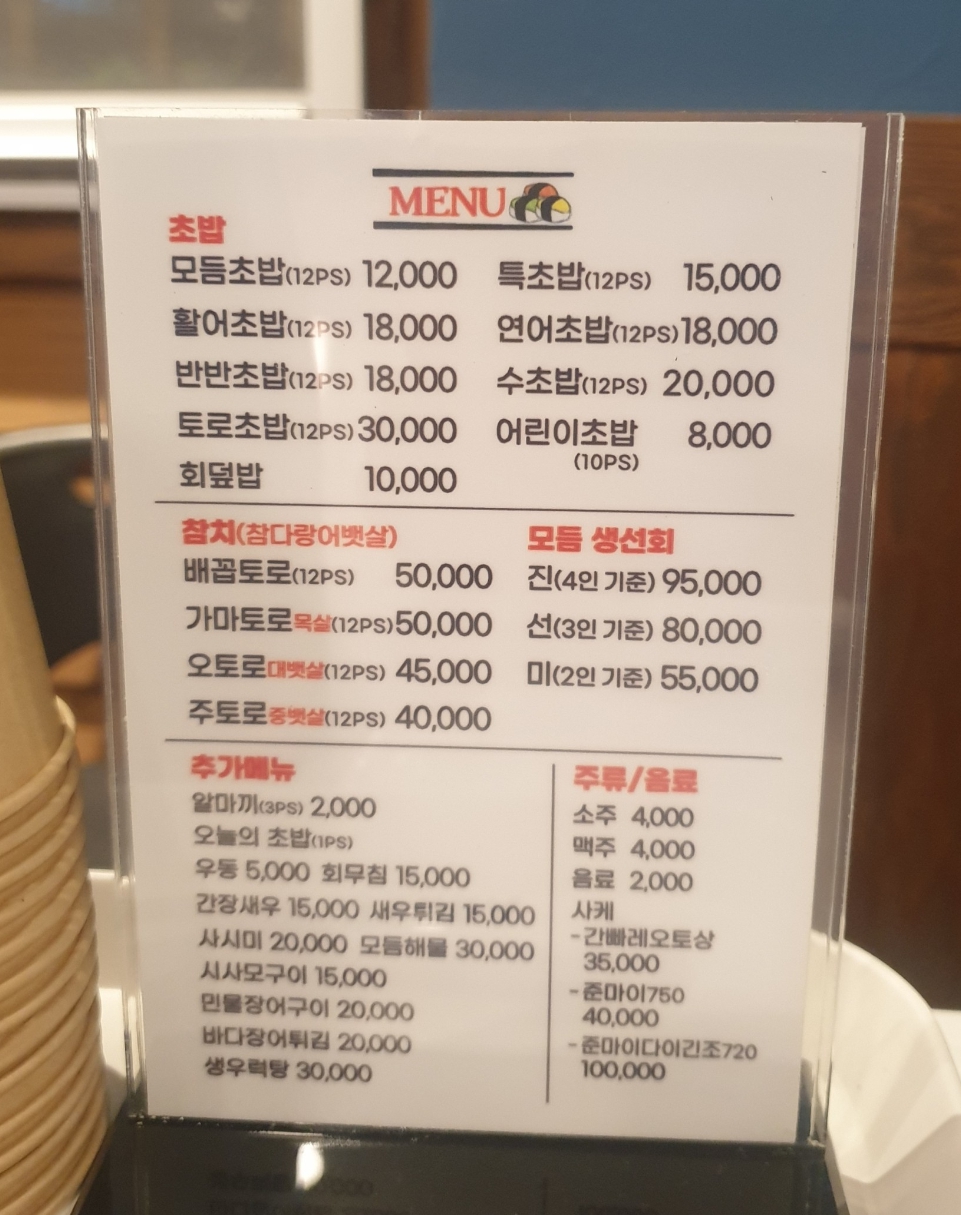 MENU
초밥
모듬초밥(12PS) 12,000
특초밥(12PS) 15,000
활어초밥(12PS) 18,000
연어초밥(12PS) 18,000
반반초밥(12PS) 18,000
수초밥(12PS) 20,000
토로초밥(12PS) 30,000
어린이초밥 8,000
(10PS)
회덮밥 10,000
참치(참다랑어뱃살)
배꼽토로(12PS) 50,000
가마토로목살(12PS) 50,000
오토로대뱃살(12PS) 45,000
주토로중뱃살(12PS) 40,000
모듬 생선회
진(4인 기준) 95,000
선(3인 기준) 80,000
미(2인 기준) 55,000
추가메뉴
알마끼(3PS) 2,000
오늘의 초밥(1PS)
우동 5,000 회무침 15,000
간장새우 15,000 새우튀김 15,000
사시미 20,000 모듬해물 30,000
시사모구이 15,000
민물장어구이 20,000
바다장어튀김 20,000
생우럭탕 30,000
주류/음료
소주 4,000
맥주 4,000
음료 2,000
사케
-간빠레오토상
35,000
-준마이750
40,000
-준마이다이긴조720
100,000